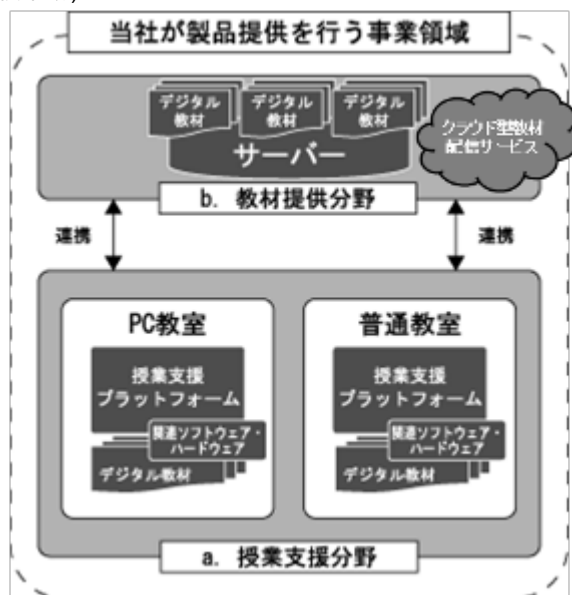 当社が製品提供を行う事業領域
デジタル
教材
デジタル
教材
デジタル
教材
サーバー
クラウド型教材
配信サービス
b. 教材提供分野
連携
連携
PC教室
授業支援
プラットフォーム
関連ソフトウェア・
ハードウェア
デジタル教材
普通教室
授業支援
プラットフォーム
関連ソフトウェア・
ハードウェア
デジタル教材
a. 授業支援分野